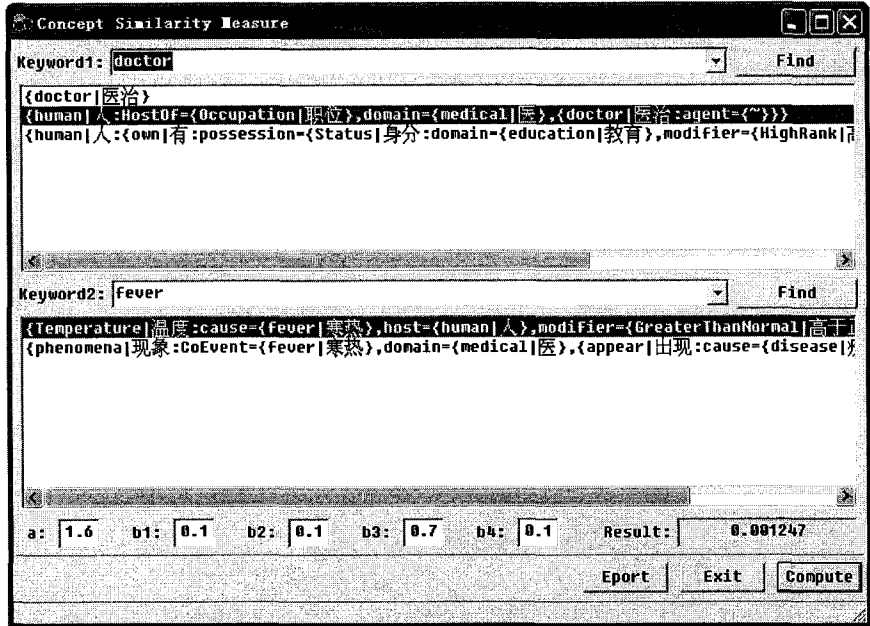 Concept Similarity Measure
Keyword1: doctor Find
{doctor|医治}
{human|人:HostOf={Occupation|职位},domain={medical|医},{doctor|医治:agent={~}}}
{human|人:{own|有:possession={Status|身分:domain={education|教育},modifier={HighRank|高
Keyword2: fever Find
{Temperature|温度:cause={fever|寒热},host={human|人},modifier={GreaterThanNormal|高于正
{phenomena|现象:CoEvent={fever|寒热},domain={medical|医},{appear|出现:cause={disease|疾
a: 1.6 b1: 0.1 b2: 0.1 b3: 0.7 b4: 0.1 Result: 0.001247
Eport Exit Compute